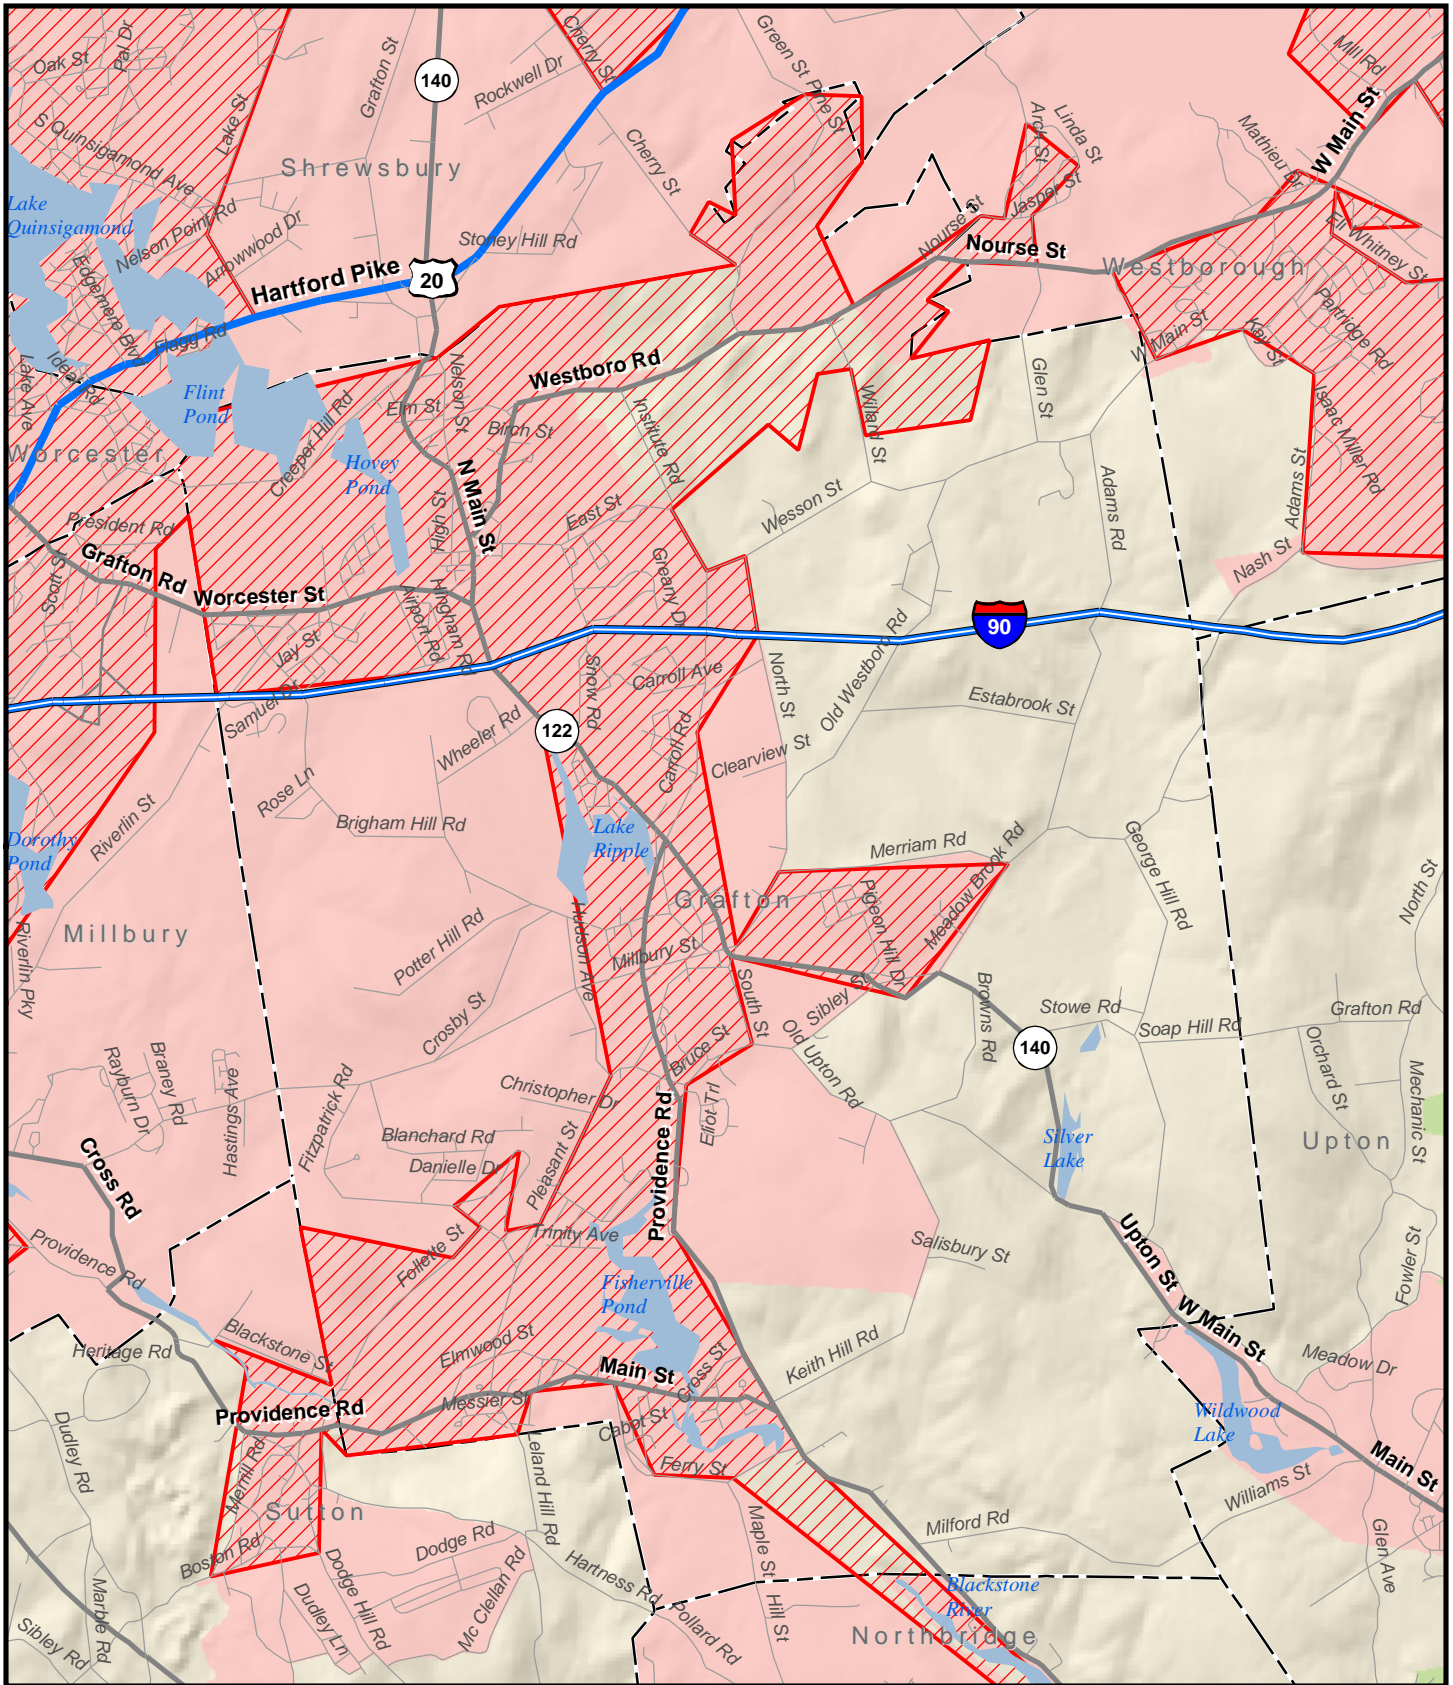 Oak St
Pal Dr
Grafton St
140
Rockwell Dr
Cherry St
Green St
Pine St
Mill Rd
W Main St
S Quinsigamond Ave
Lake St
Shrewsbury
Cherry St
Arch St
Linda St
Mathieu Dr
Lake
Quinsigamond
Nelson Point Rd
Arrowwood Dr
Stoney Hill Rd
Jasper St
Nourse St
Nourse St
Eli Whitney St
Westborough
Hartford Pike
20
Edgemere Blvd
Flagg Rd
Partridge Rd
W Main St
Kay St
Lake Ave
Ideal Rd
Flint
Pond
Nelson St
Westboro Rd
Elm St
Birch St
Institute Rd
Willard St
Glen St
Isaac Miller Rd
Worcester
Creeper Hill Rd
Hovey
Pond
N Main St
High St
East St
Wesson St
Adams Rd
Adams St
Nash St
President Rd
Grafton Rd
Scott S
Worcester St
Airport Rd
Hingham Rd
Greany Dr
90
Jay St
Samuel Dr
Snow Rd
Carroll Ave
North St
Old Westboro Rd
Estabrook St
Wheeler Rd
122
Carroll Rd
Clearview St
Rose Ln
Riverlin St
Brigham Hill Rd
Lake
Ripple
Dorothy
Pond
Merriam Rd
Meadow Brook Rd
George Hill Rd
North St
Grafton
Pigeon Hill Dr
Millbury
Riverlin Pky
Potter Hill Rd
Hudson Ave
Millbury St
South St
Sibley St
Old Upton Rd
Browns Rd
Stowe Rd
Soap Hill Rd
Grafton Rd
140
Crosby St
Bruce St
Orchard St
Mechanic St
Rayburn Dr
Braney Rd
Hastings Ave
Fitzpatrick Rd
Christopher Dr
Elliot Trl
Blanchard Rd
Danielle Dr
Pleasant St
Providence Rd
Silver
Lake
Upton
Cross Rd
Providence Rd
Follette St
Trinity Ave
Salisbury St
Upton St
Fowler St
Fisherville
Pond
Blackstone St
Heritage Rd
Elmwood St
Main St
Cross St
Keith Hill Rd
W Main St
Meadow Dr
Providence Rd
Messier St
Cabot St
Wildwood
Lake
Dudley Rd
Merrill Rd
Leland Hill Rd
Ferry St
Main St
Williams St
Sutton
Boston Rd
Dodge Rd
Maple St
Milford Rd
Glen Ave
Marble Rd
Dudley Ln
Dodge Hill Rd
Mc Clellan Rd
Hartness Rd
Pollard Rd
Hill St
Blackstone
River
Sibley Rd
Northbridge